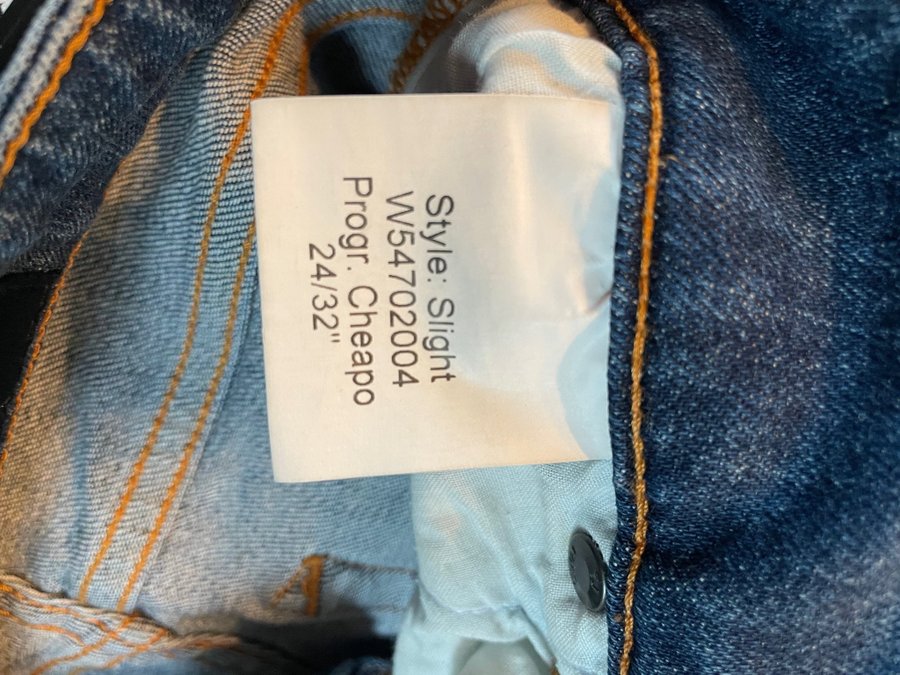 Style: Slight
W54702004
Progr. Cheapo
24/32"